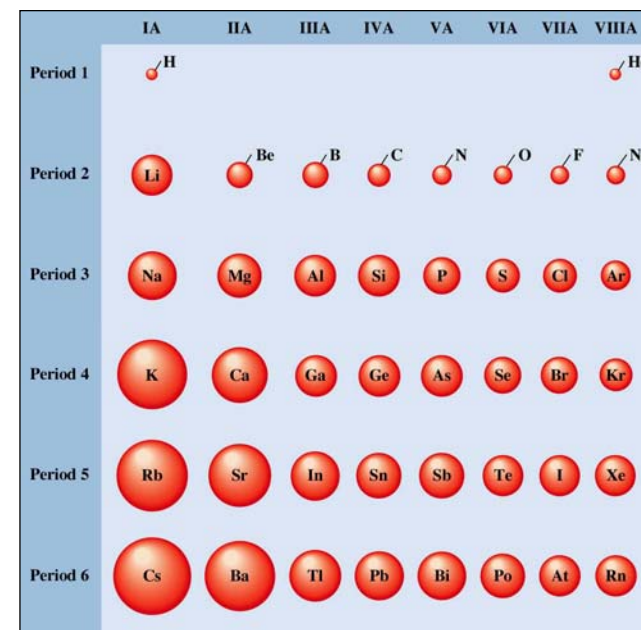 IA IIA IIIA IVA VA VIA VIIA VIIIA
Period 1 H H
Period 2 Li Be B C N O F N
Period 3 Na Mg Al Si P S Cl Ar
Period 4 K Ca Ga Ge As Se Br Kr
Period 5 Rb Sr In Sn Sb Te I Xe
Period 6 Cs Ba Tl Pb Bi Po At Rn